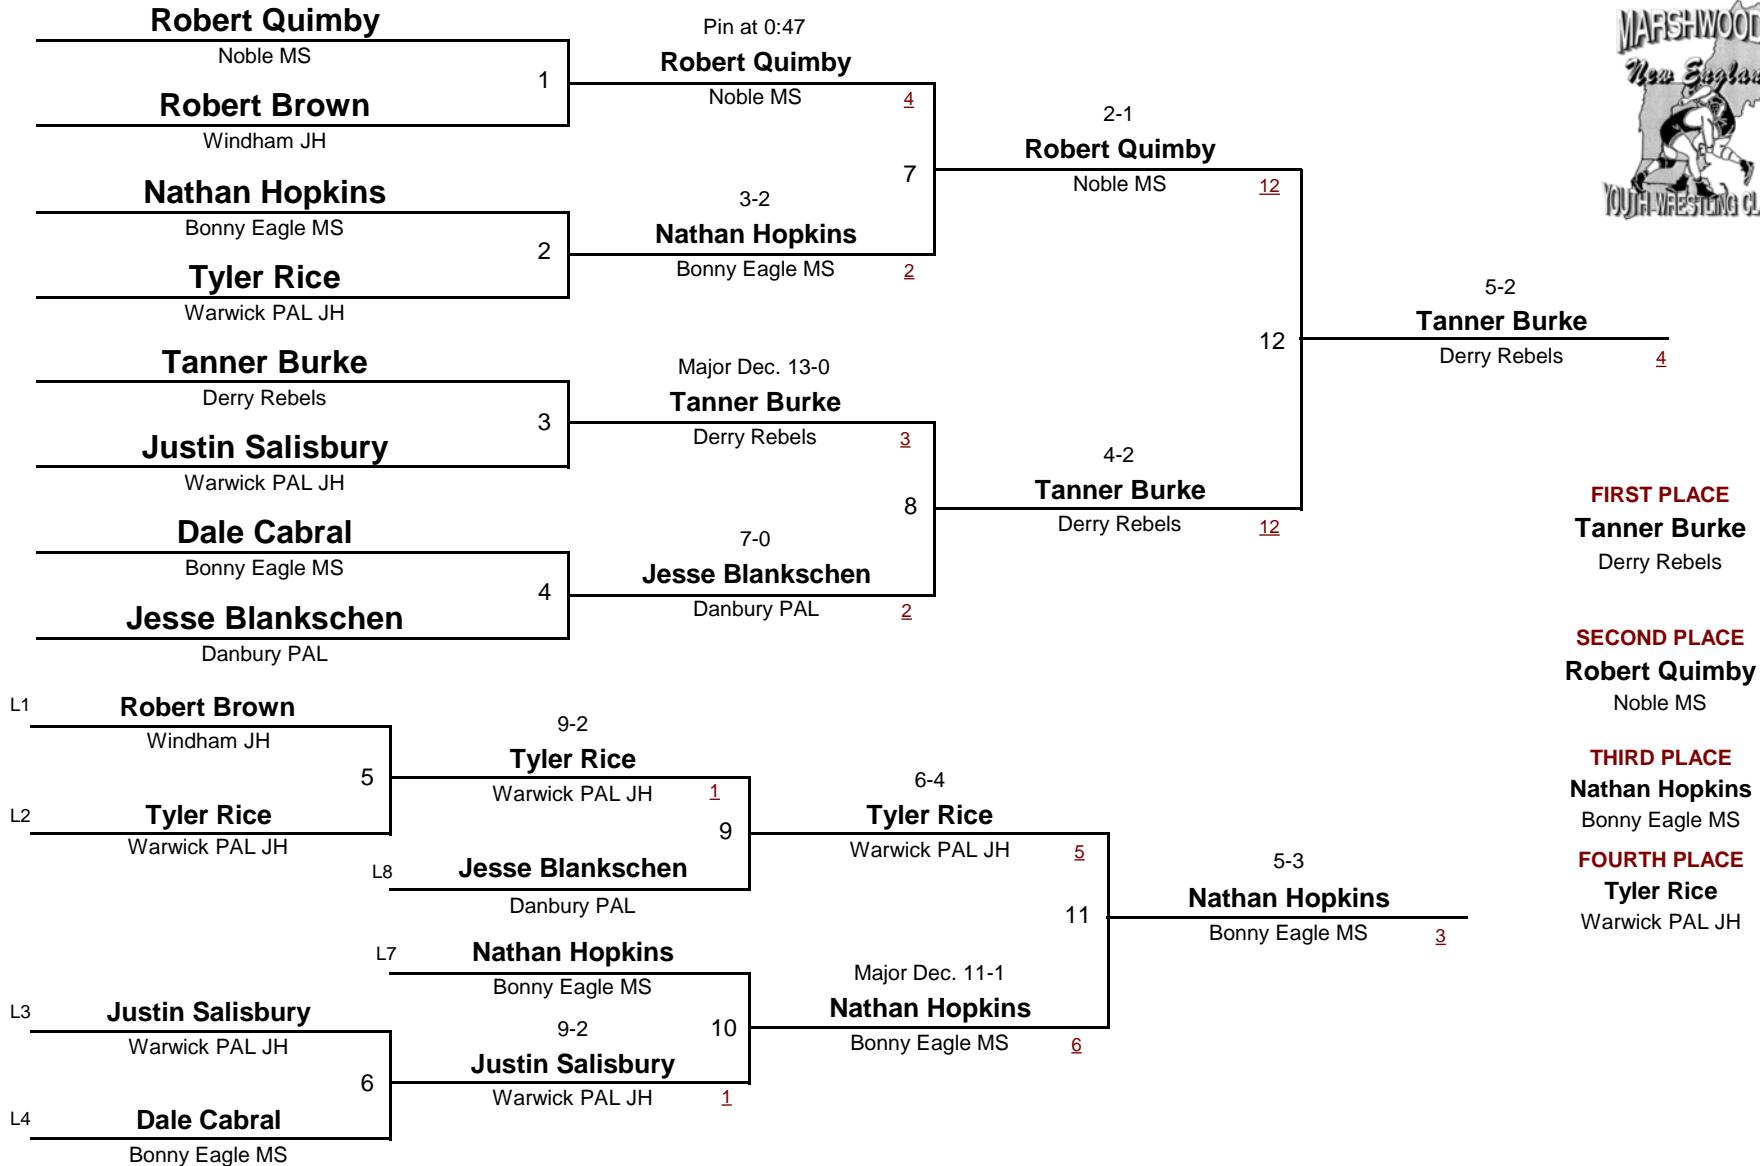 Robert Quimby
Noble MS
1
Robert Brown
Windham JH
Nathan Hopkins
Bonny Eagle MS
2
Tyler Rice
Warwick PAL JH
Tanner Burke
Derry Rebels
3
Justin Salisbury
Warwick PAL JH
Dale Cabral
Bonny Eagle MS
4
Jesse Blankschen
Danbury PAL
Pin at 0:47
Robert Quimby
Noble MS 4
7
3-2
Nathan Hopkins
Bonny Eagle MS 2
Major Dec. 13-0
Tanner Burke
Derry Rebels 3
8
7-0
Jesse Blankschen
Danbury PAL 2
2-1
Robert Quimby
Noble MS 12
12
4-2
Tanner Burke
Derry Rebels 12
5-2
Tanner Burke
Derry Rebels 4
MARSHWOOD
New England
YOUTH WRESTLING
FIRST PLACE
Tanner Burke
Derry Rebels
SECOND PLACE
Robert Quimby
Noble MS
THIRD PLACE
Nathan Hopkins
Bonny Eagle MS
FOURTH PLACE
Tyler Rice
Warwick PAL JH
L1 Robert Brown
Windham JH
5
L2 Tyler Rice
Warwick PAL JH
9-2
Tyler Rice
Warwick PAL JH 1
9
L8 Jesse Blankschen
Danbury PAL
L7 Nathan Hopkins
Bonny Eagle MS
10
9-2
Justin Salisbury
Warwick PAL JH 1
L3 Justin Salisbury
Warwick PAL JH
6
L4 Dale Cabral
Bonny Eagle MS
6-4
Tyler Rice
Warwick PAL JH 5
11
Major Dec. 11-1
Nathan Hopkins
Bonny Eagle MS 6
5-3
Nathan Hopkins
Bonny Eagle MS 3